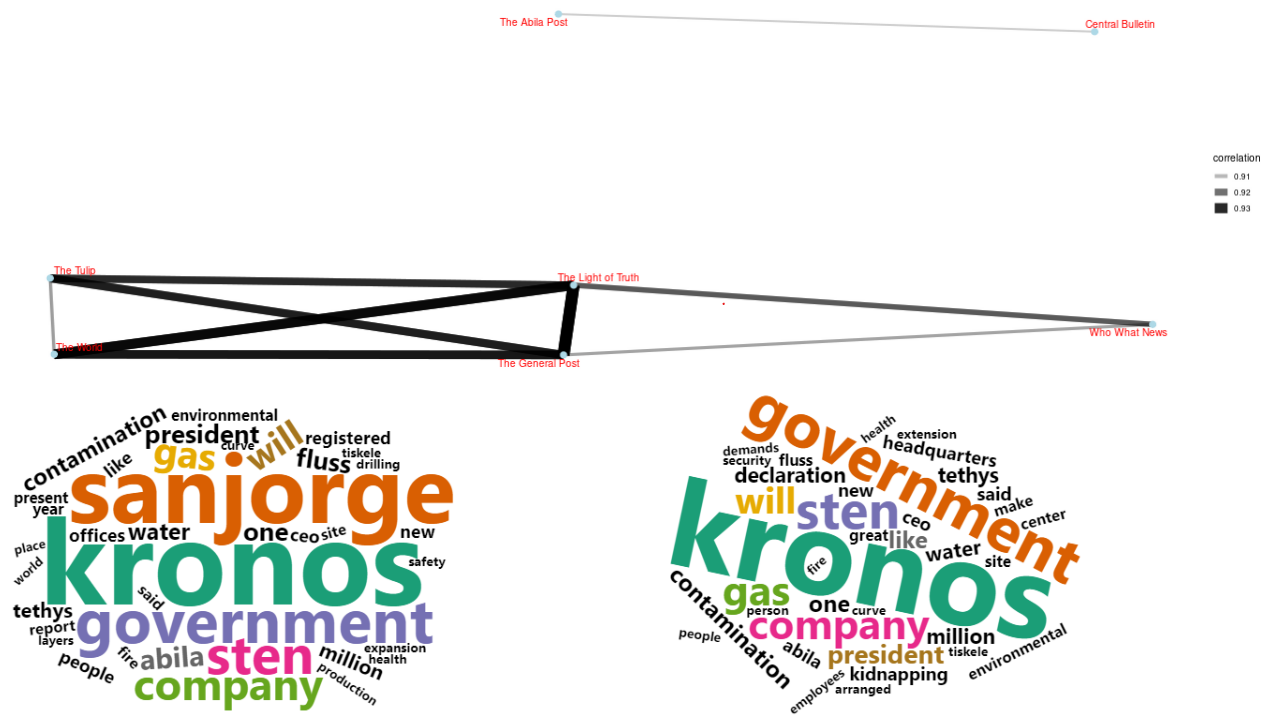 The Abila Post
Central Bulletin
correlation
0.91
0.92
0.93
The Tulip
The Light of Truth
The World
The General Post
Who What News
contamination
environmental
president
curve
will
registered
like
gas
fluss
tiskele
drilling
sanjorge
present
year
offices
water
one
ceo
site
new
kronos
place
world
safety
said
tethys
government
report
layers
fire
abila
sten
million
expansion
health
people
production
company
government
health
extension
headquarters
demands
security
fluss
declaration
tethys
will
new
sten
ceo
said
make
center
great
like
water
site
kronos
fire
contamination
gas
person
one
curve
company
million
people
abila
president
tiskele
environmental
kidnapping
employees
arranged